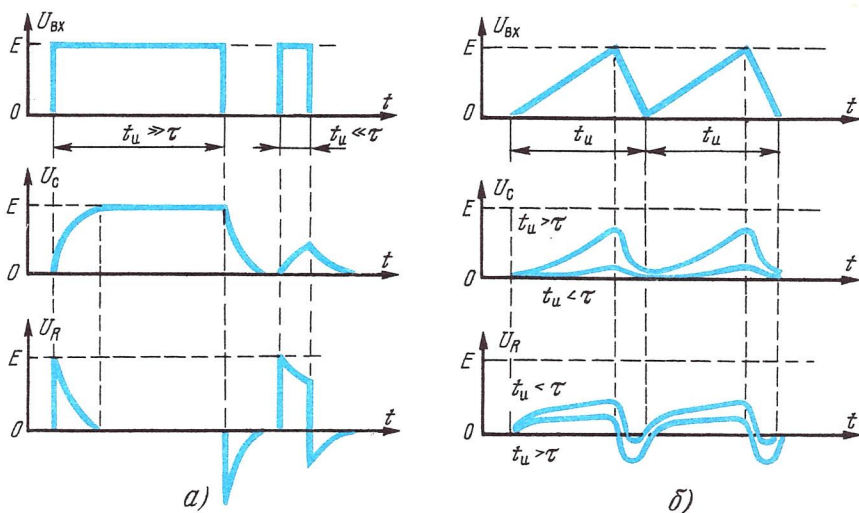 U_вх
E
0
t
t_и ≫ τ
t_и ≪ τ
U_C
E
0
t
U_R
E
0
t
а)
U_вх
E
0
t
t_и
t_и
U_C
E
t_и > τ
0
t_и < τ
t
U_R
E
t_и < τ
0
t_и > τ
t
б)